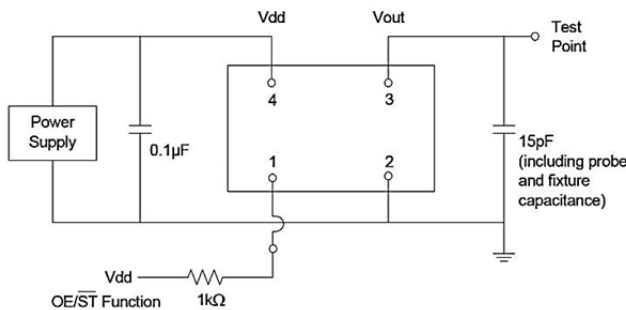 Vdd
Vout
Test
Point
4
3
Power
Supply
0.1µF
1
2
15pF
(including probe
and fixture
capacitance)
Vdd
OE/ST Function
1kΩ